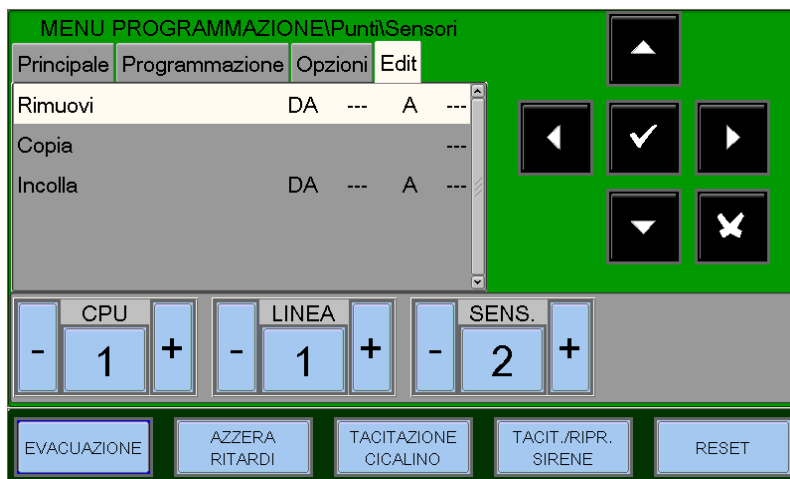 MENU PROGRAMMAZIONE\Punti\Sensori
Principale Programmazione Opzioni Edit
Rimuovi DA --- A ---
Copia ---
Incolla DA --- A ---
CPU LINEA SENS.
- 1 + - 1 + - 2 +
EVACUAZIONE
AZZERA
RITARDI
TACITAZIONE
CICALINO
TACIT./RIPR.
SIRENE
RESET